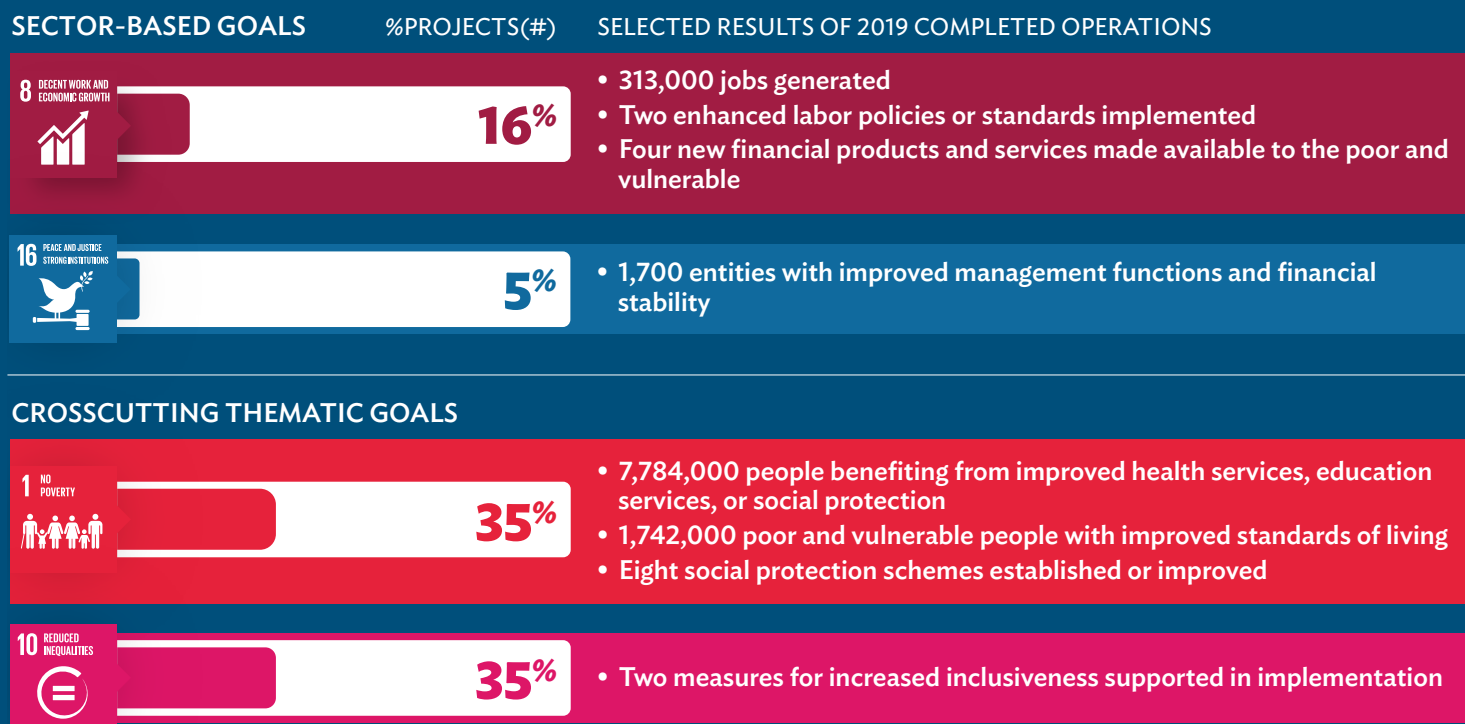 SECTOR-BASED GOALS %PROJECTS(#) SELECTED RESULTS OF 2019 COMPLETED OPERATIONS
8 DECENT WORK AND
ECONOMIC GROWTH
16%
• 313,000 jobs generated
• Two enhanced labor policies or standards implemented
• Four new financial products and services made available to the poor and
vulnerable
16 PEACE AND JUSTICE
STRONG INSTITUTIONS
5%
• 1,700 entities with improved management functions and financial
stability
CROSSCUTTING THEMATIC GOALS
1 NO
POVERTY
35%
• 7,784,000 people benefiting from improved health services, education
services, or social protection
• 1,742,000 poor and vulnerable people with improved standards of living
• Eight social protection schemes established or improved
10 REDUCED
INEQUALITIES
35%
• Two measures for increased inclusiveness supported in implementation